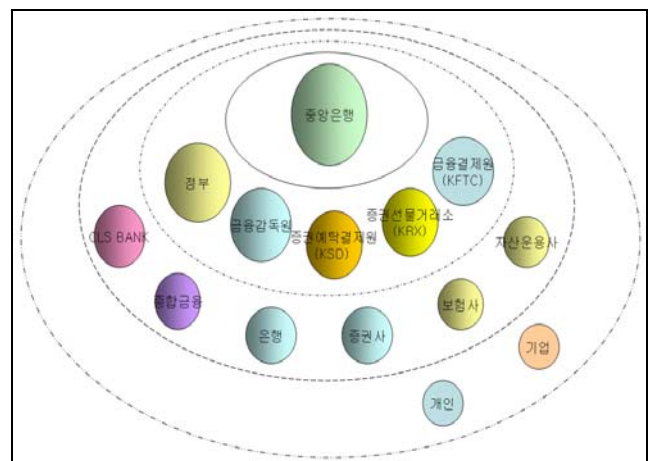 중앙은행
금융결제원
(KFTC)
정부
금융감독원
증권예탁결제원
(KSD)
증권선물거래소
(KRX)
CLS BANK
자산운용사
종합금융
보험사
은행
증권사
기업
개인